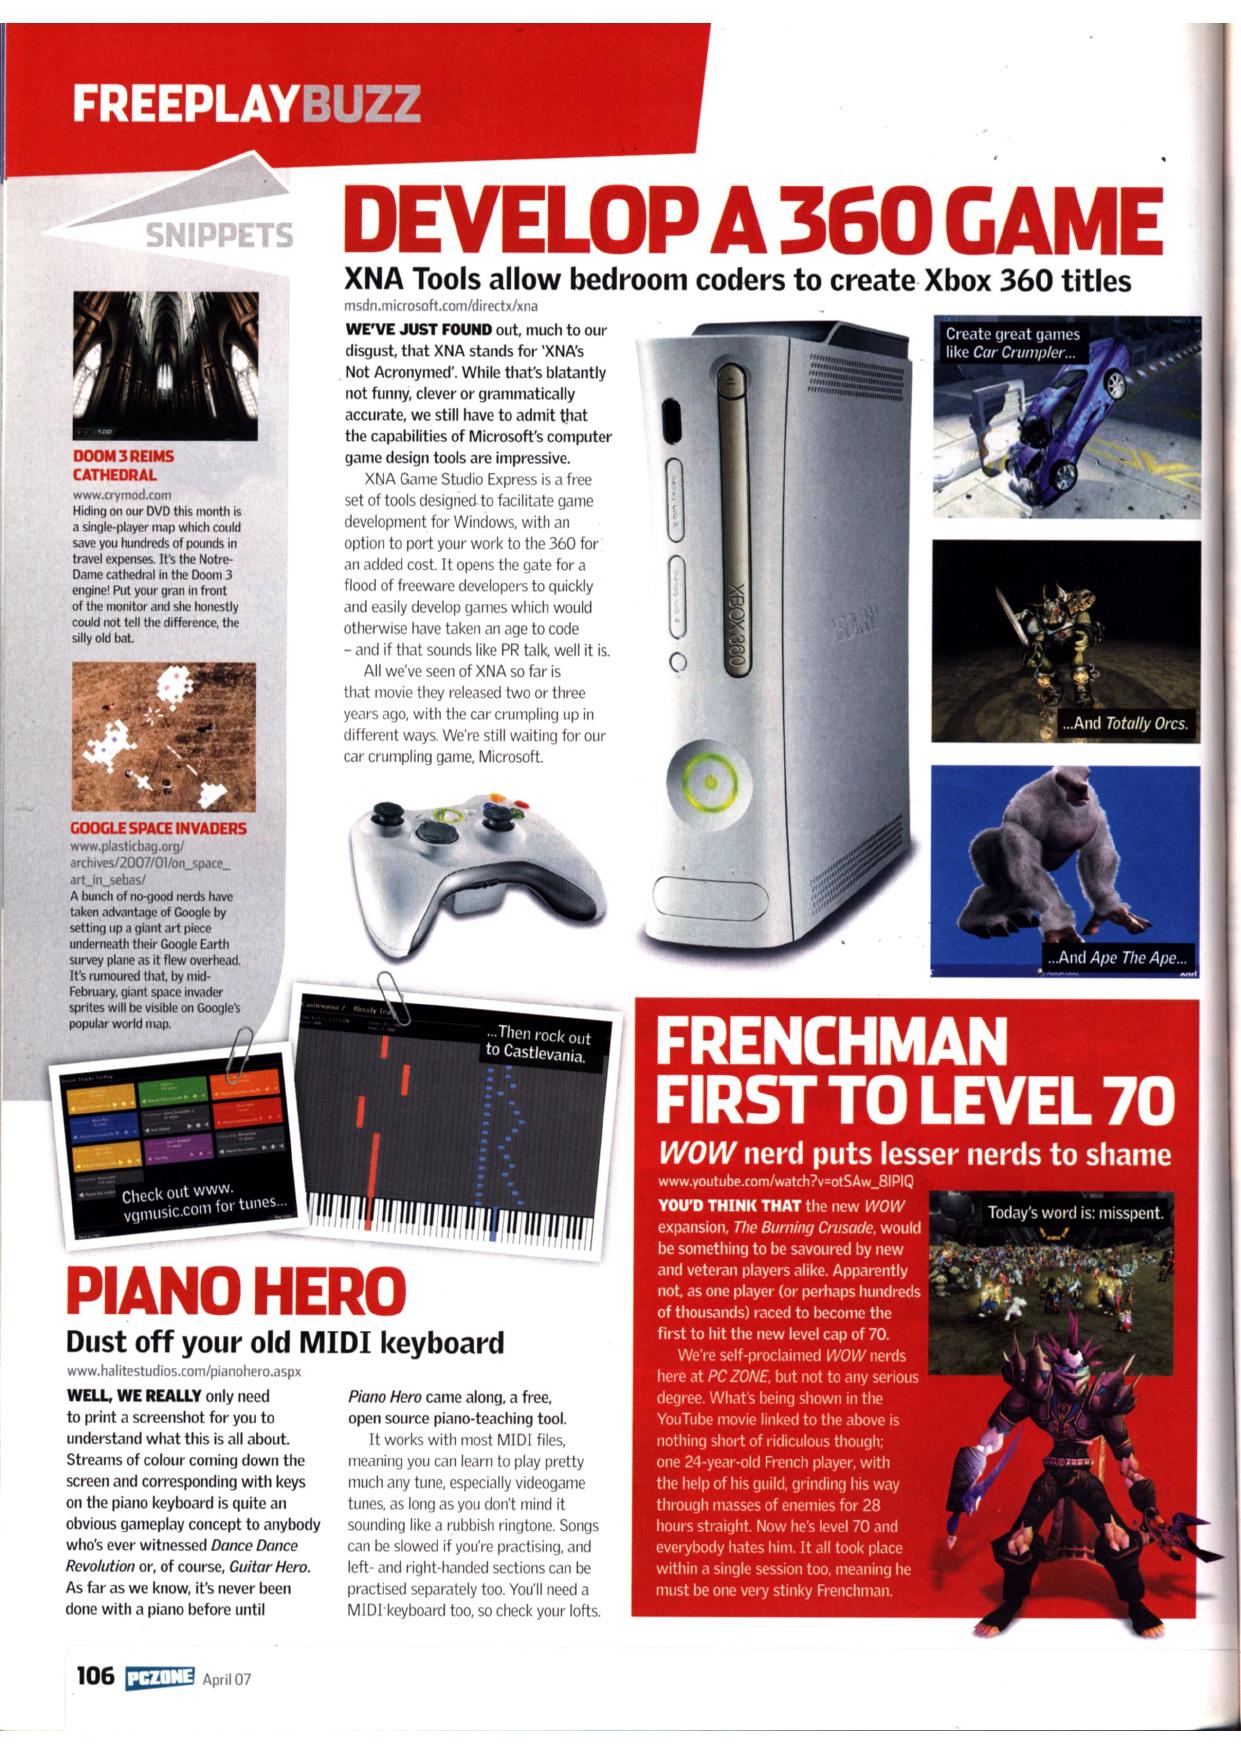 FREEPLAYBUZZ
SNIPPETS
DOOM 3 REIMS
CATHEDRAL
www.crymod.com
Hiding on our DVD this month is
a single-player map which could
save you hundreds of pounds in
travel expenses. It's the Notre-
Dame cathedral in the Doom 3
engine! Put your gran in front
of the monitor and she honestly
could not tell the difference, the
silly old bat.
GOOGLE SPACE INVADERS
www.plasticbag.org/
archives/2007/01/on_space_
art_in_sebas/
A bunch of no-good nerds have
taken advantage of Google by
setting up a giant art piece
underneath their Google Earth
survey plane as it flew overhead.
It's rumoured that, by mid-
February, giant space invader
sprites will be visible on Google's
popular world map.
DEVELOP A 360 GAME
XNA Tools allow bedroom coders to create Xbox 360 titles
msdn.microsoft.com/directx/xna
WE'VE JUST FOUND out, much to our
disgust, that XNA stands for 'XNA's
Not Acronymed'. While that's blatantly
not funny, clever or grammatically
accurate, we still have to admit that
the capabilities of Microsoft's computer
game design tools are impressive.
XNA Game Studio Express is a free
set of tools designed to facilitate game
development for Windows, with an
option to port your work to the 360 for
an added cost. It opens the gate for a
flood of freeware developers to quickly
and easily develop games which would
otherwise have taken an age to code
– and if that sounds like PR talk, well it is.
All we've seen of XNA so far is
that movie they released two or three
years ago, with the car crumpling up in
different ways. We're still waiting for our
car crumpling game, Microsoft.
XBOX 360
Create great games
like Car Crumpler...
...And Totally Orcs.
...And Ape The Ape...
Check out www.
vgmusic.com for tunes...
...Then rock out
to Castlevania.
PIANO HERO
Dust off your old MIDI keyboard
www.halitestudios.com/pianohero.aspx
WELL, WE REALLY only need
to print a screenshot for you to
understand what this is all about.
Streams of colour coming down the
screen and corresponding with keys
on the piano keyboard is quite an
obvious gameplay concept to anybody
who's ever witnessed Dance Dance
Revolution or, of course, Guitar Hero.
As far as we know, it's never been
done with a piano before until
Piano Hero came along, a free,
open source piano-teaching tool.
It works with most MIDI files,
meaning you can learn to play pretty
much any tune, especially videogame
tunes, as long as you don't mind it
sounding like a rubbish ringtone. Songs
can be slowed if you're practising, and
left- and right-handed sections can be
practised separately too. You'll need a
MIDI keyboard too, so check your lofts.
FRENCHMAN
FIRST TO LEVEL 70
WOW nerd puts lesser nerds to shame
www.youtube.com/watch?v=otSAw_8IPIQ
YOU'D THINK THAT the new WOW
expansion, The Burning Crusade, would
be something to be savoured by new
and veteran players alike. Apparently
not, as one player (or perhaps hundreds
of thousands) raced to become the
first to hit the new level cap of 70.
We're self-proclaimed WOW nerds
here at PC ZONE, but not to any serious
degree. What's being shown in the
YouTube movie linked to the above is
nothing short of ridiculous though;
one 24-year-old French player, with
the help of his guild, grinding his way
through masses of enemies for 28
hours straight. Now he's level 70 and
everybody hates him. It all took place
within a single session too, meaning he
must be one very stinky Frenchman.
Today's word is: misspent.
106 PCZONE April 07